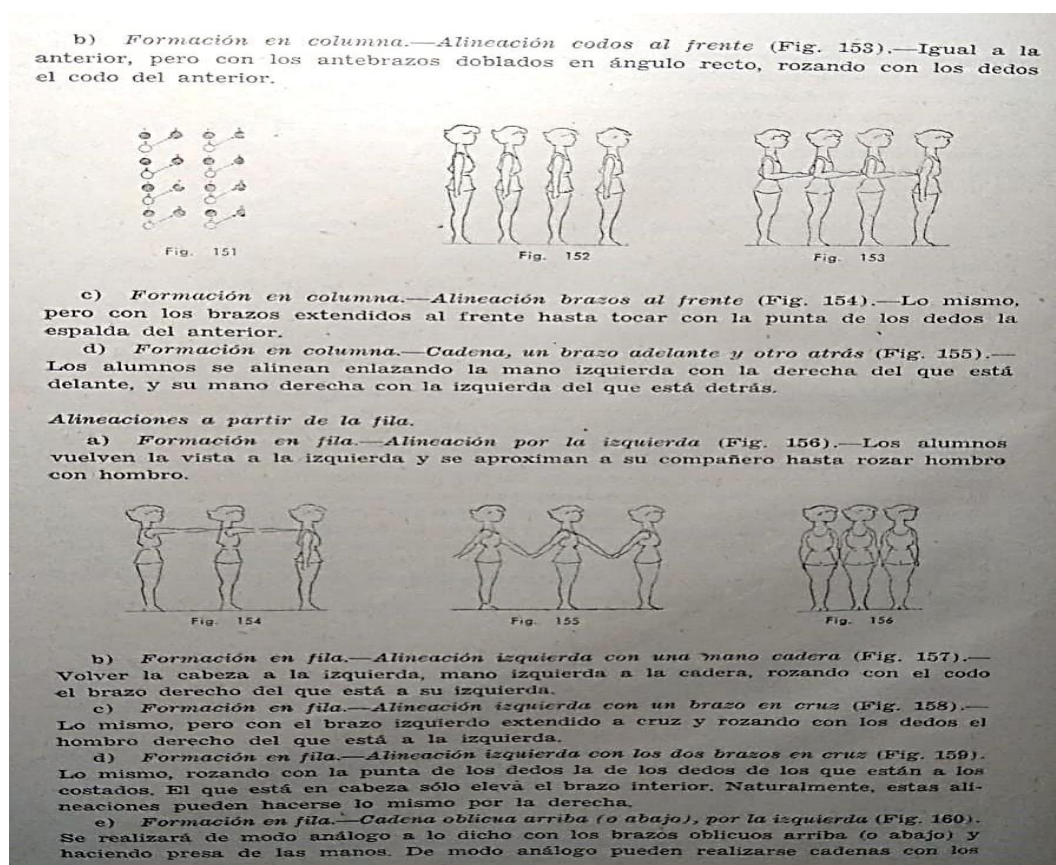 b) Formación en columna.—Alineación codos al frente (Fig. 153).—Igual a la
anterior, pero con los antebrazos doblados en ángulo recto, rozando con los dedos
el codo del anterior.
Fig. 151
Fig. 152
Fig. 153
c) Formación en columna.—Alineación brazos al frente (Fig. 154).—Lo mismo,
pero con los brazos extendidos al frente hasta tocar con la punta de los dedos la
espalda del anterior.
d) Formación en columna.—Cadena, un brazo adelante y otro atrás (Fig. 155).—
Los alumnos se alinean enlazando la mano izquierda con la derecha del que está
delante, y su mano derecha con la izquierda del que está detrás.
Alineaciones a partir de la fila.
a) Formación en fila.—Alineación por la izquierda (Fig. 156).—Los alumnos
vuelven la vista a la izquierda y se aproximan a su compañero hasta rozar hombro
con hombro.
Fig. 154
Fig. 155
Fig. 156
b) Formación en fila.—Alineación izquierda con una mano cadera (Fig. 157).—
Volver la cabeza a la izquierda, mano izquierda a la cadera, rozando con el codo
el brazo derecho del que está a su izquierda.
c) Formación en fila.—Alineación izquierda con un brazo en cruz (Fig. 158).—
Lo mismo, pero con el brazo izquierdo extendido a cruz y rozando con los dedos el
hombro derecho del que está a la izquierda.
d) Formación en fila.—Alineación izquierda con los dos brazos en cruz (Fig. 159).
Lo mismo, rozando con la punta de los dedos la de los dedos de los que están a los
costados. El que está en cabeza sólo eleva el brazo interior. Naturalmente, estas ali-
neaciones pueden hacerse lo mismo por la derecha.
e) Formación en fila.—Cadena oblicua arriba (o abajo), por la izquierda (Fig. 160).
Se realizará de modo análogo a lo dicho con los brazos oblicuos arriba (o abajo) y
haciendo presa de las manos. De modo análogo pueden realizarse cadenas con los